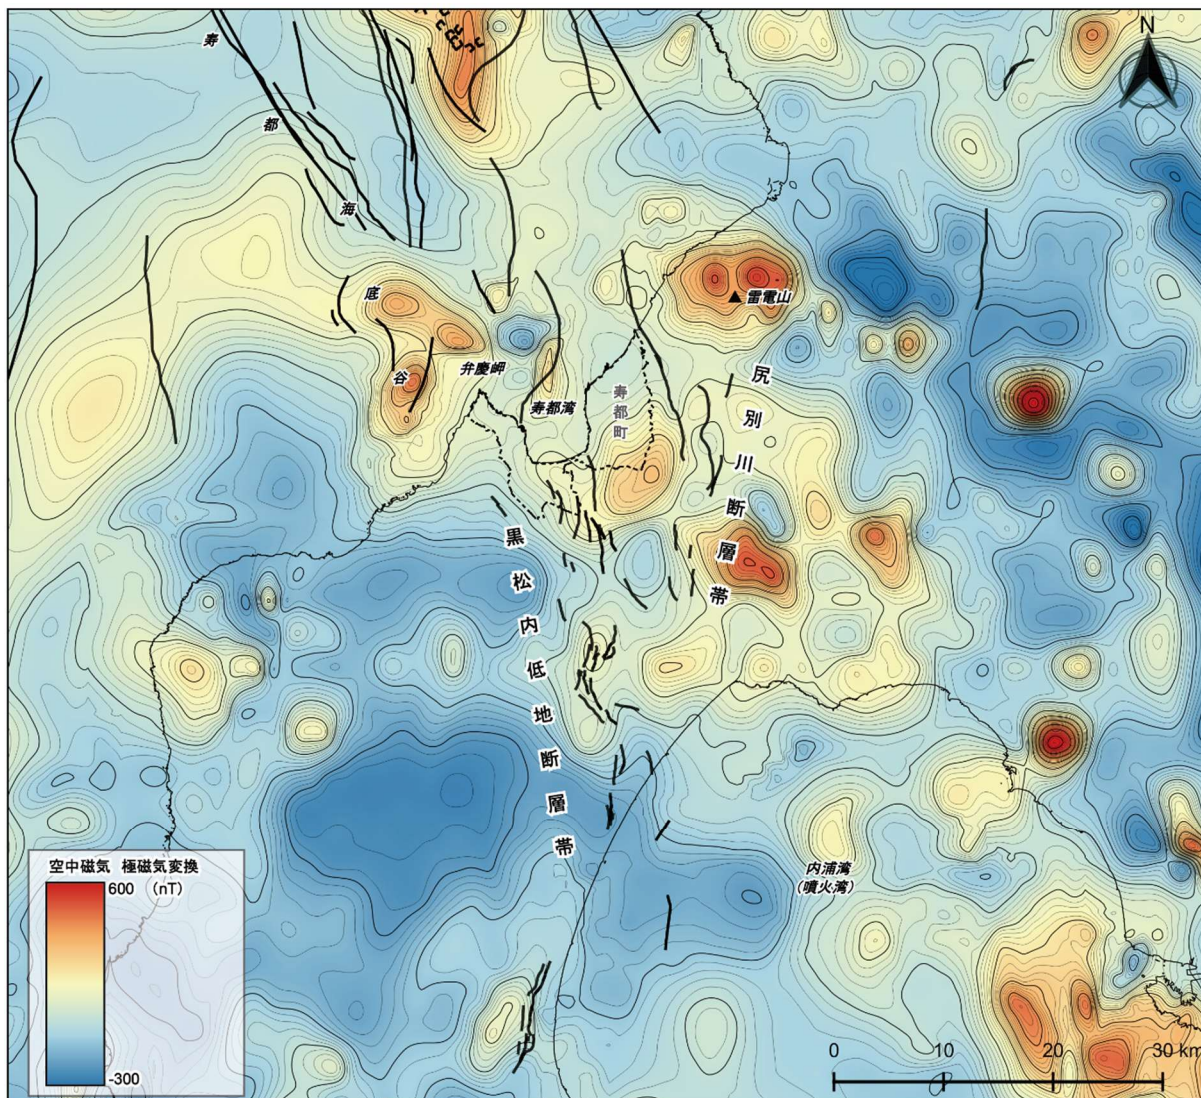 N
寿
都
海
底
谷
弁慶岬
寿都湾
寿都町
雷電山
尻別川断層帯
黒松内低地断層帯
内浦湾
（噴火湾）
空中磁気 極磁気変換
600 （nT）
-300
0 10 20 30 km